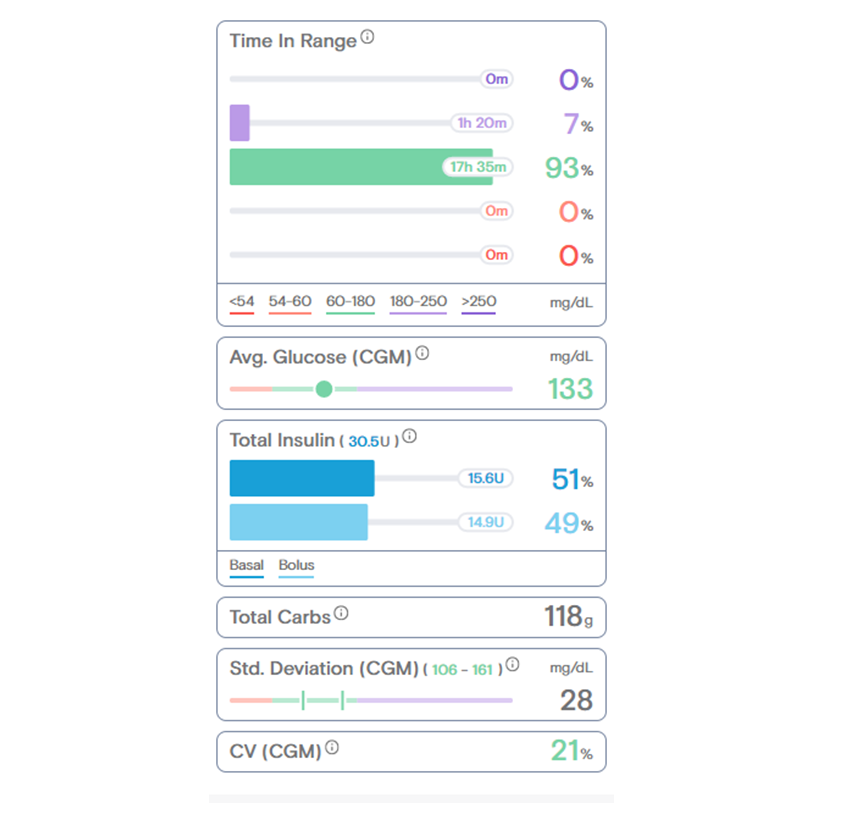 Time In Range
0m 0%
1h 20m 7%
17h 35m 93%
0m 0%
0m 0%
<54 54-60 60-180 180-250 >250 mg/dL
Avg. Glucose (CGM) mg/dL
133
Total Insulin ( 30.5U )
15.6U 51%
14.9U 49%
Basal Bolus
Total Carbs 118g
Std. Deviation (CGM) ( 106 - 161 ) mg/dL
28
CV (CGM) 21%